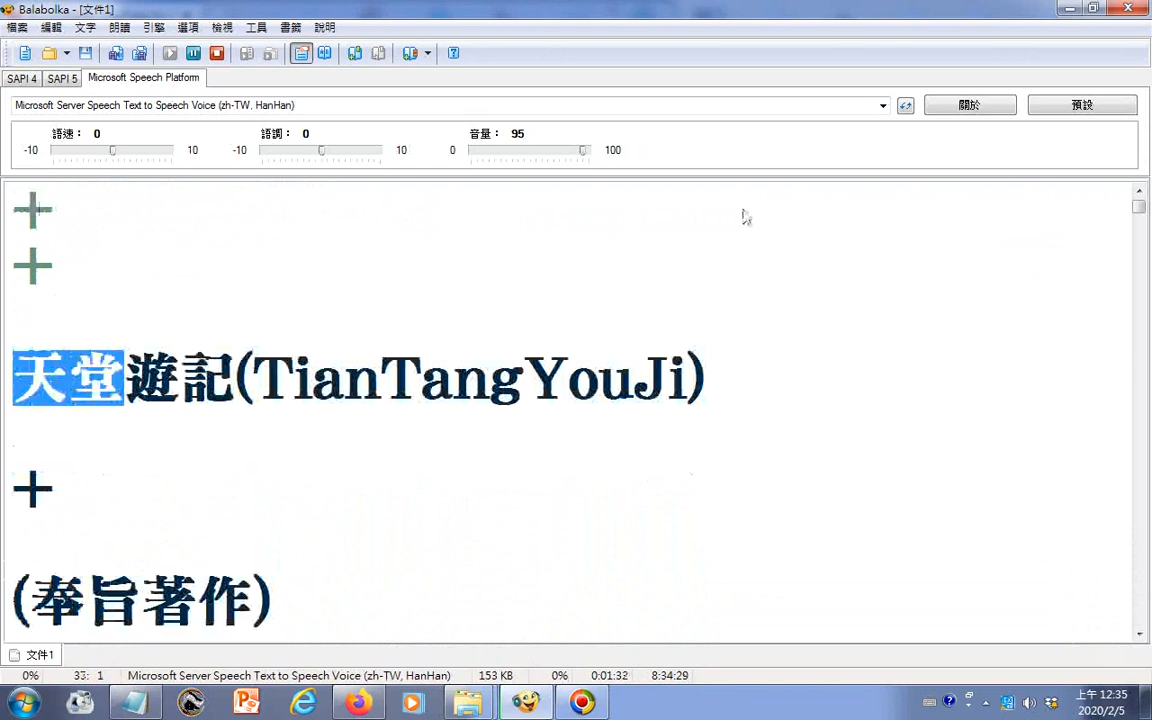 Balabolka - [文件1]
檔案 編輯 文字 朗讀 引擎 選項 檢視 工具 書籤 說明
SAPI 4 SAPI 5 Microsoft Speech Platform
Microsoft Server Speech Text to Speech Voice (zh-TW, HanHan) 關於 預設
語速： 0 語調： 0 音量： 95
-10 10 -10 10 0 100
+
+
天堂遊記(TianTangYouJi)
+
(奉旨著作)
文件1
0% 33: 1 Microsoft Server Speech Text to Speech Voice (zh-TW, HanHan) 153 KB 0% 0:01:32 8:34:29
上午 12:35
2020/2/5